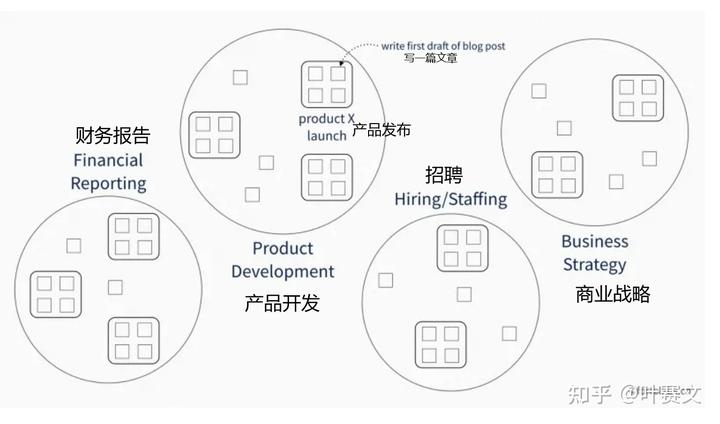 write first draft of blog post
写一篇文章
product X
launch
产品发布
财务报告
Financial
Reporting
招聘
Hiring/Staffing
Product
Development
产品开发
Business
Strategy
商业战略
知乎 @叶赛文